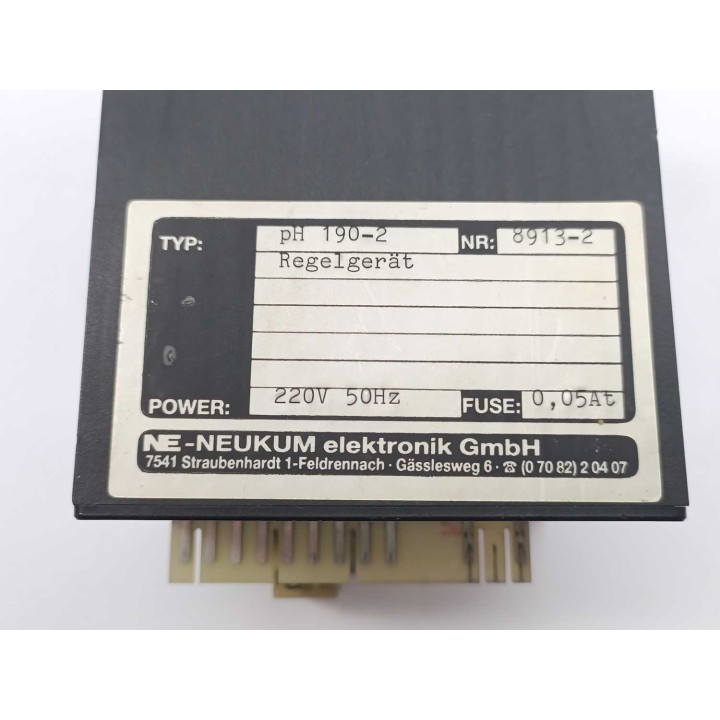 TYP: pH 190-2 NR: 8913-2
Regelgerät
POWER: 220V 50Hz FUSE: 0,05At
NE-NEUKUM elektronik GmbH
7541 Straubenhardt 1-Feldrennach · Gässlesweg 6 · ☎ (0 70 82) 2 04 07